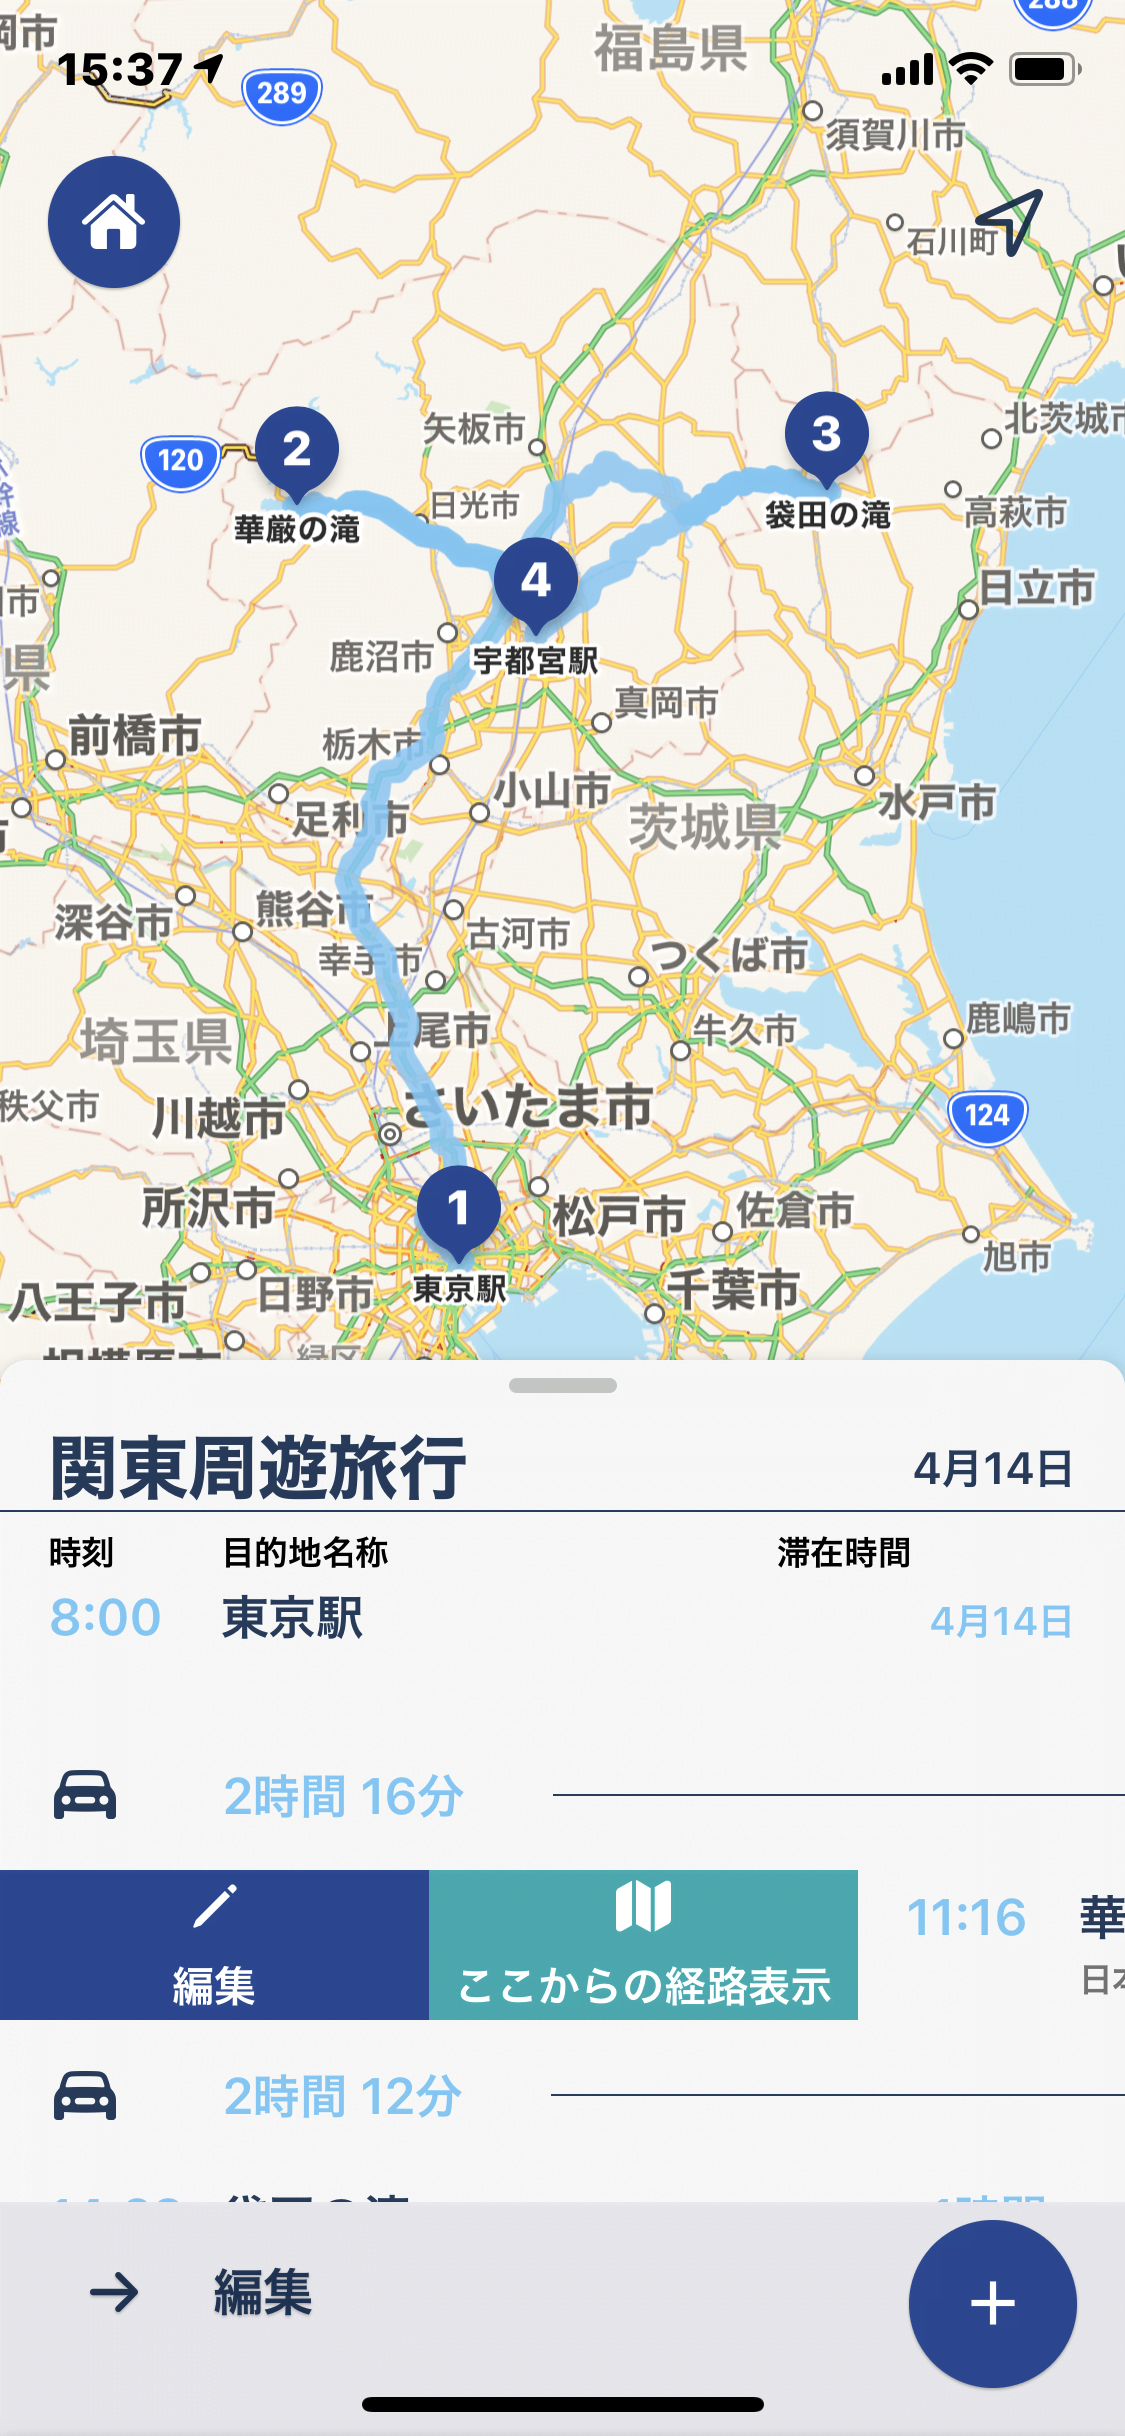 福島県
15:37
289
須賀川市
石川町
北茨城市
矢板市
2
3
120
日光市
華厳の滝
袋田の滝
高萩市
4
日立市
鹿沼市
宇都宮駅
真岡市
前橋市
栃木市
小山市
足利市
茨城県
水戸市
深谷市
熊谷市
古河市
幸手市
つくば市
埼玉県
上尾市
牛久市
鹿嶋市
秩父市
川越市
さいたま市
124
所沢市
1
松戸市
佐倉市
旭市
八王子市
日野市
東京駅
千葉市
緑区
関東周遊旅行 4月14日
時刻 目的地名称 滞在時間
8:00 東京駅 4月14日
2時間 16分
編集 ここからの経路表示 11:16 華
日本
2時間 12分
編集